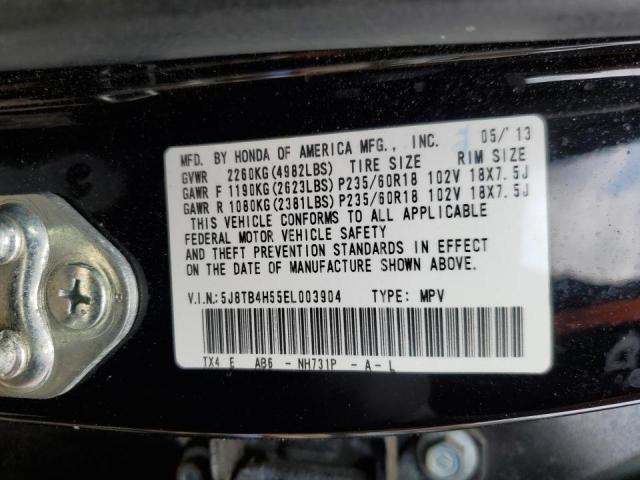 MFD. BY HONDA OF AMERICA MFG., INC. 05/'13
GVWR 2260KG(4982LBS) TIRE SIZE RIM SIZE
GAWR F 1190KG(2623LBS) P235/60R18 102V 18X7.5J
GAWR R 1080KG(2381LBS) P235/60R18 102V 18X7.5J
THIS VEHICLE CONFORMS TO ALL APPLICABLE
FEDERAL MOTOR VEHICLE SAFETY
AND THEFT PREVENTION STANDARDS IN EFFECT
ON THE DATE OF MANUFACTURE SHOWN ABOVE.
V.I.N.:5J8TB4H55EL003904 TYPE: MPV
TX4 E AB6 - NH731P - A - L